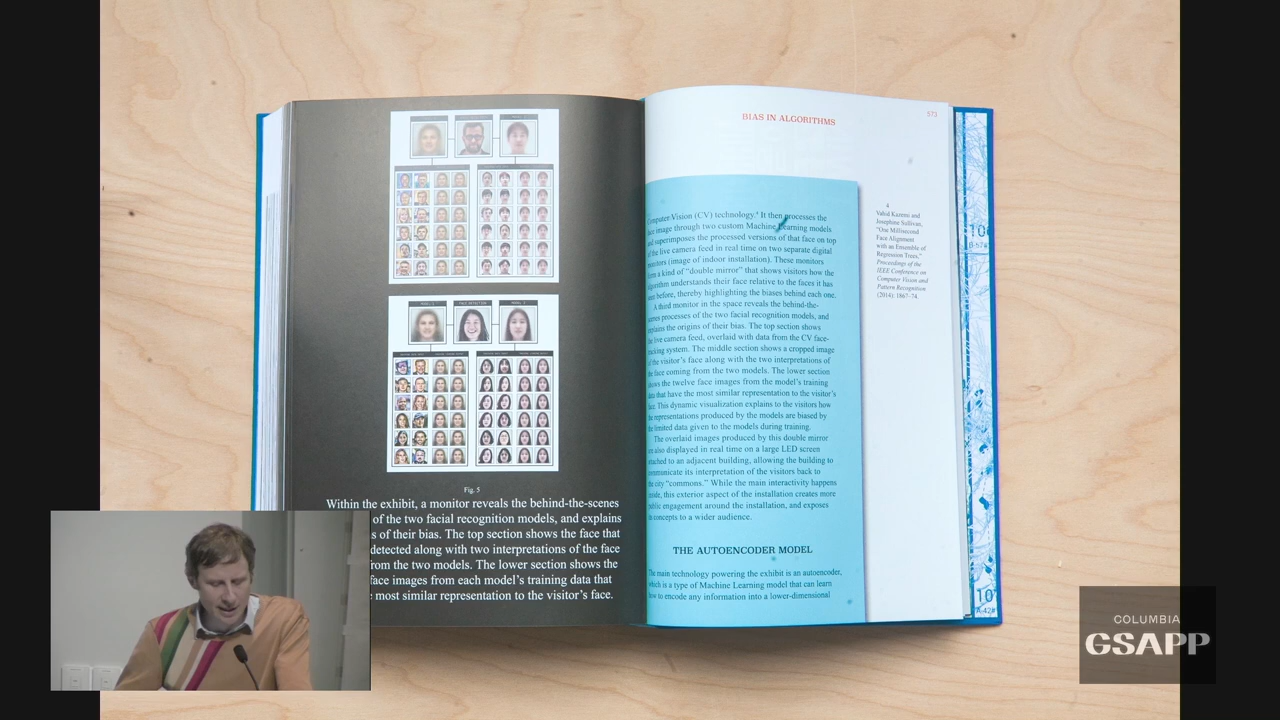 Fig. 5
Within the exhibit, a monitor reveals the behind-the-scenes
of the two facial recognition models, and explains
s of their bias. The top section shows the face that
detected along with two interpretations of the face
from the two models. The lower section shows the
face images from each model's training data that
most similar representation to the visitor's face.
BIAS IN ALGORITHMS
573
Computer-Vision (CV) technology.4 It then processes the
face image through two custom Machine Learning models
and superimposes the processed versions of that face on top
of the live camera feed in real time on two separate digital
monitors (image of indoor installation). These monitors
form a kind of "double mirror" that shows visitors how the
algorithm understands their face relative to the faces it has
seen before, thereby highlighting the biases behind each one.
A third monitor in the space reveals the behind-the-
scenes processes of the two facial recognition models, and
explains the origins of their bias. The top section shows
the live camera feed, overlaid with data from the CV face-
tracking system. The middle section shows a cropped image
of the visitor's face along with the two interpretations of
the face coming from the two models. The lower section
shows the twelve face images from the model's training
data that have the most similar representation to the visitor's
face. This dynamic visualization explains to the visitors how
the representations produced by the models are biased by
the limited data given to the models during training.
The overlaid images produced by this double mirror
are also displayed in real time on a large LED screen
attached to an adjacent building, allowing the building to
communicate its interpretation of the visitors back to
the city "commons." While the main interactivity happens
inside, this exterior aspect of the installation creates more
public engagement around the installation, and exposes
its concepts to a wider audience.
THE AUTOENCODER MODEL
The main technology powering the exhibit is an autoencoder,
which is a type of Machine Learning model that can learn
how to encode any information into a lower-dimensional
4
Vahid Kazemi and
Josephine Sullivan,
"One Millisecond
Face Alignment
with an Ensemble of
Regression Trees,"
Proceedings of the
IEEE Conference on
Computer Vision and
Pattern Recognition
(2014): 1867–74.
COLUMBIA
GSAPP